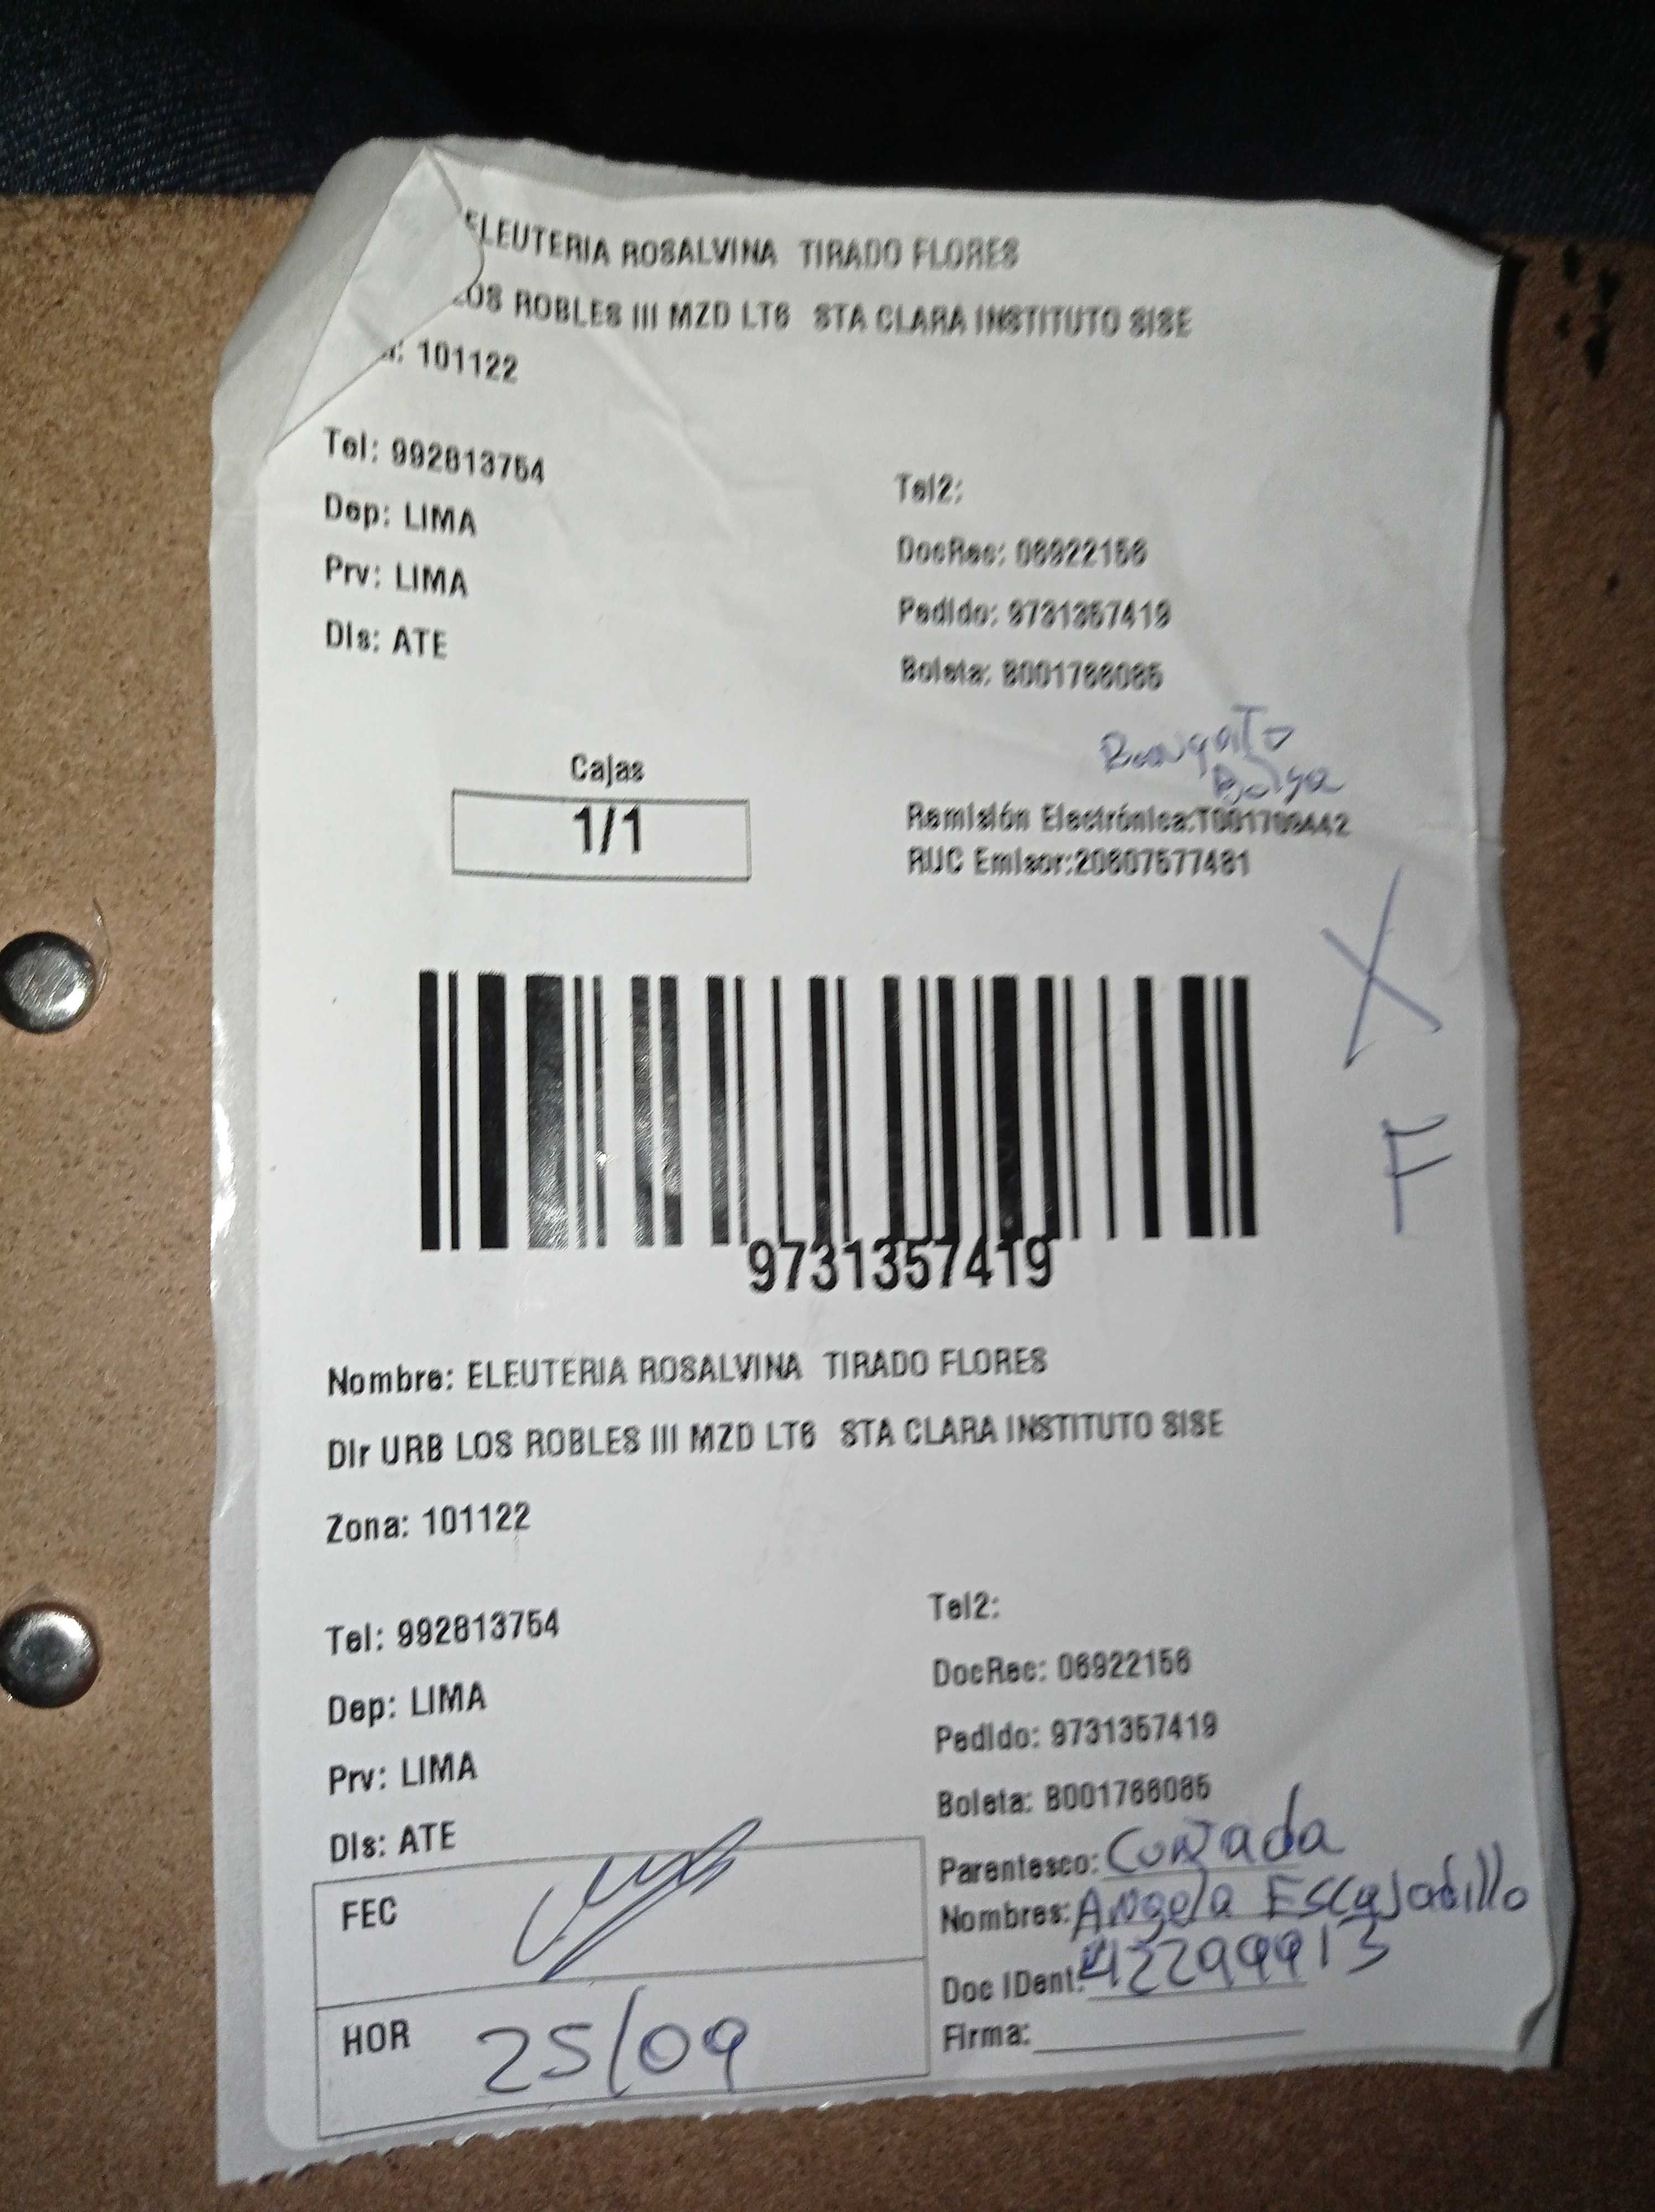 ELEUTERIA ROSALVINA TIRADO FLORES
LOS ROBLES III MZD LT6 STA CLARA INSTITUTO SISE
a: 101122
Tel: 992813754
Tel2:
Dep: LIMA
DocRec: 06922156
Prv: LIMA
Pedido: 9731357419
Dis: ATE
Boleta: B001766085
Cajas
1/1
Remisión Electrónica:T001709442
RUC Emisor:20607577481
X
F
9731357419
Nombre: ELEUTERIA ROSALVINA TIRADO FLORES
Dir URB LOS ROBLES III MZD LT6 STA CLARA INSTITUTO SISE
Zona: 101122
Tel: 992813754
Tel2:
Dep: LIMA
DocRec: 06922156
Prv: LIMA
Pedido: 9731357419
Dis: ATE
Boleta: B001766085
Parentesco: Cuñada
FEC
Nombres: Angela Escajadillo
Doc IDent: 42299913
HOR 25/09
Firma: